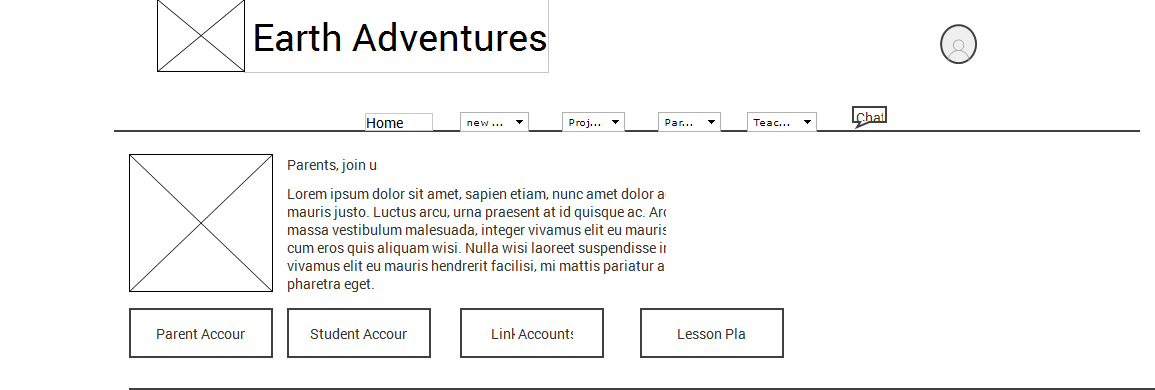 Earth Adventures
Home
new ...
Proj...
Par...
Teac...
Chat
Parents, join u
Lorem ipsum dolor sit amet, sapien etiam, nunc amet dolor a
mauris justo. Luctus arcu, urna praesent at id quisque ac. Arc
massa vestibulum malesuada, integer vivamus elit eu mauris
cum eros quis aliquam wisi. Nulla wisi laoreet suspendisse i
vivamus elit eu mauris hendrerit facilisi, mi mattis pariatur a
pharetra eget.
Parent Accour
Student Accour
Link Accounts
Lesson Pla